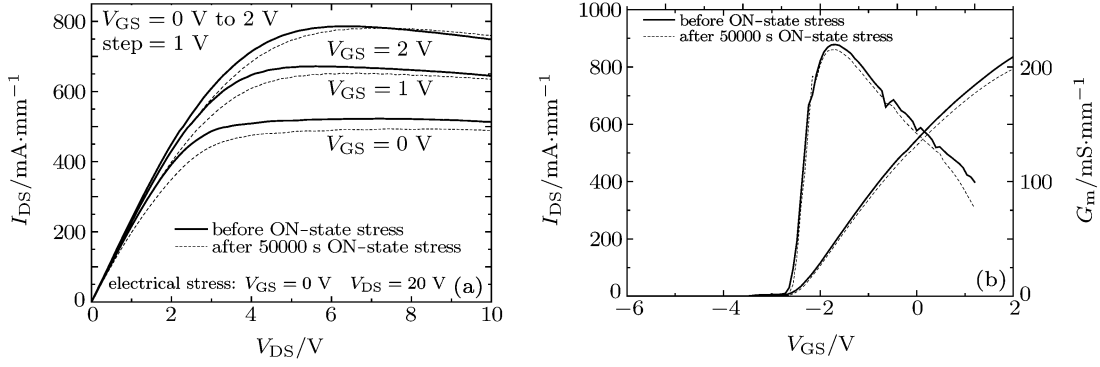 V_GS = 0 V to 2 V
step = 1 V
V_GS = 2 V
V_GS = 1 V
V_GS = 0 V
before ON-state stress
after 50000 s ON-state stress
electrical stress: V_GS = 0 V V_DS = 20 V (a)
800
600
400
200
0
0 2 4 6 8 10
I_DS/mA·mm⁻¹
V_DS/V
before ON-state stress
after 50000 s ON-state stress
(b)
1000
800
600
400
200
0
−6 −4 −2 0 2
200
100
0
I_DS/mA·mm⁻¹
G_m/mS·mm⁻¹
V_GS/V